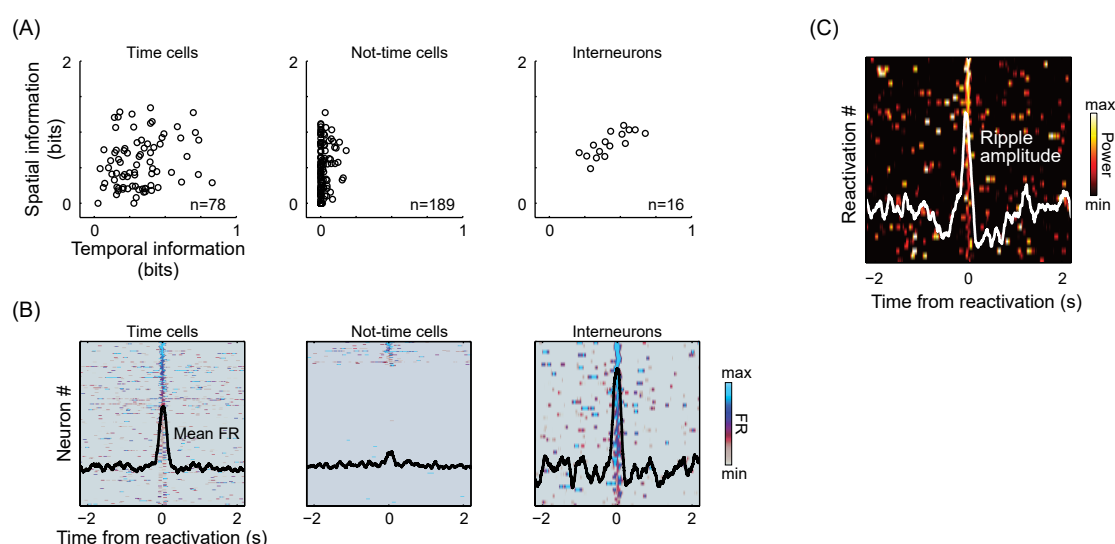 (A)
Time cells
Not-time cells
Interneurons
Spatial information
(bits)
2
0
n=78
0
1
2
0
n=189
0
1
2
0
n=16
0
1
Temporal information
(bits)
(B)
Time cells
Not-time cells
Interneurons
Neuron #
Mean FR
max
FR
min
−2
0
2
−2
0
2
−2
0
2
Time from reactivation (s)
(C)
Reactivation #
Ripple
amplitude
max
Power
min
−2
0
2
Time from reactivation (s)